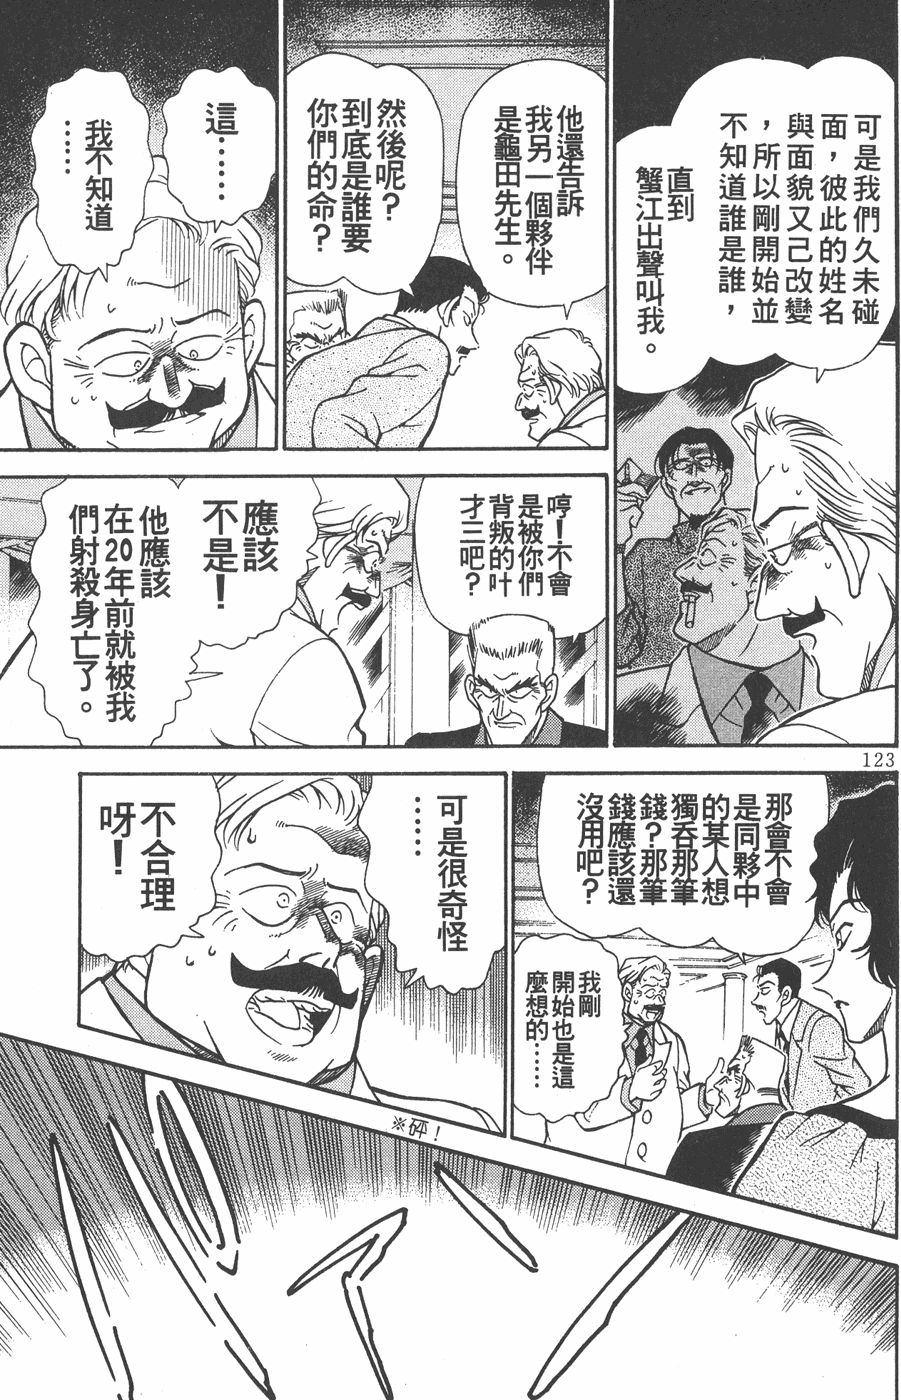 可是我們久未碰
面，彼此的姓名
與面貌又已改變
，所以剛開始並
不知道誰是誰，
直到
蟹江出聲叫我。
他還告訴
我另一個夥伴
是龜田先生。
然後呢？
到底是誰要
你們的命？
這……
我不知道
……
哼！不會
是被你們
背叛的叶
才三吧？
應該
不是！
他應該
在20年前就被我
們射殺身亡了。
123
那會不會
是同夥中
的某人想
獨吞那筆
錢？那筆
錢應該還
沒用吧？
我剛
開始也是這
麼想的……
可是很奇怪
……
不合理
呀！
※砰！